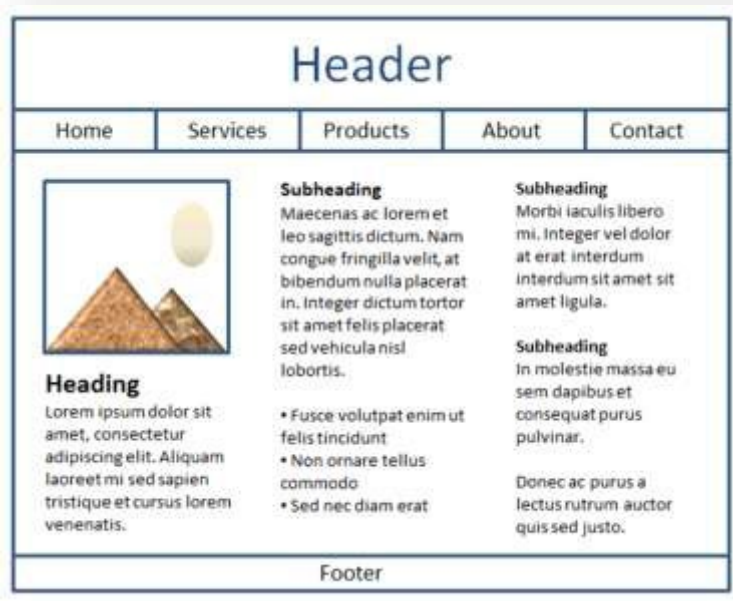 Header
Home Services Products About Contact
Heading
Lorem ipsum dolor sit
amet, consectetur
adipiscing elit. Aliquam
laoreet mi sed sapien
tristique et cursus lorem
venenatis.
Subheading
Maecenas ac lorem et
leo sagittis dictum. Nam
congue fringilla velit, at
bibendum nulla placerat
in. Integer dictum tortor
sit amet felis placerat
sed vehicula nisl
lobortis.
• Fusce volutpat enim ut
felis tincidunt
• Non ornare tellus
commodo
• Sed nec diam erat
Subheading
Morbi iaculis libero
mi. Integer vel dolor
at erat interdum
interdum sit amet sit
amet ligula.
Subheading
In molestie massa eu
sem dapibus et
consequat purus
pulvinar.
Donec ac purus a
lectus rutrum auctor
quis sed justo.
Footer